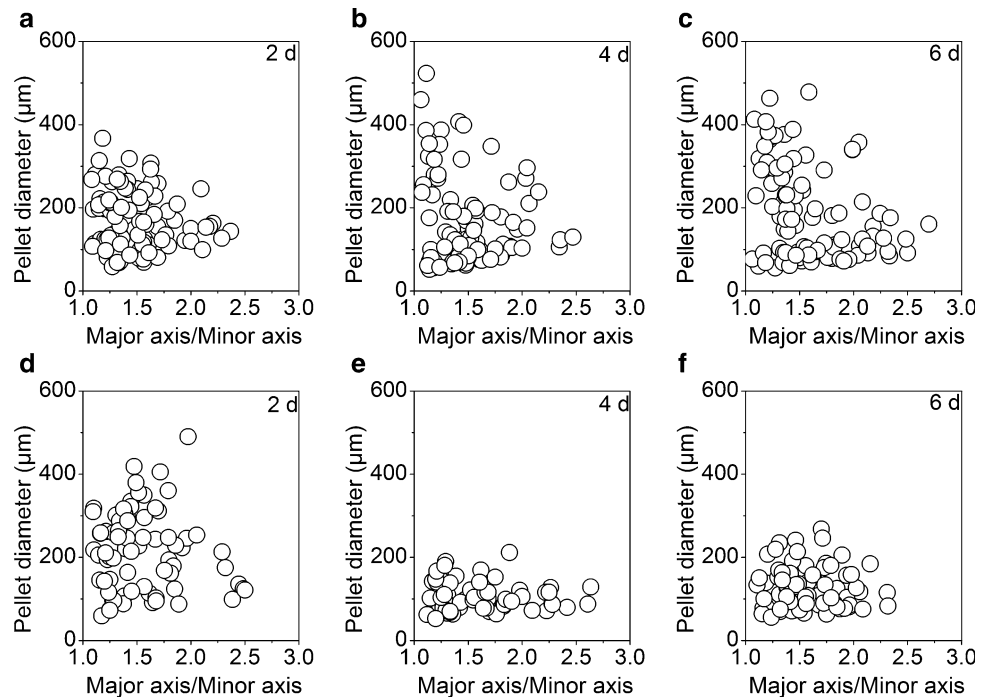 a
b
c
600
400
200
0
2 d
Pellet diameter (µm)
1.0 1.5 2.0 2.5 3.0
Major axis/Minor axis
600
400
200
0
4 d
Pellet diameter (µm)
1.0 1.5 2.0 2.5 3.0
Major axis/Minor axis
600
400
200
0
6 d
Pellet diameter (µm)
1.0 1.5 2.0 2.5 3.0
Major axis/Minor axis
d
e
f
600
400
200
0
2 d
Pellet diameter (µm)
1.0 1.5 2.0 2.5 3.0
Major axis/Minor axis
600
400
200
0
4 d
Pellet diameter (µm)
1.0 1.5 2.0 2.5 3.0
Major axis/Minor axis
600
400
200
0
6 d
Pellet diameter (µm)
1.0 1.5 2.0 2.5 3.0
Major axis/Minor axis